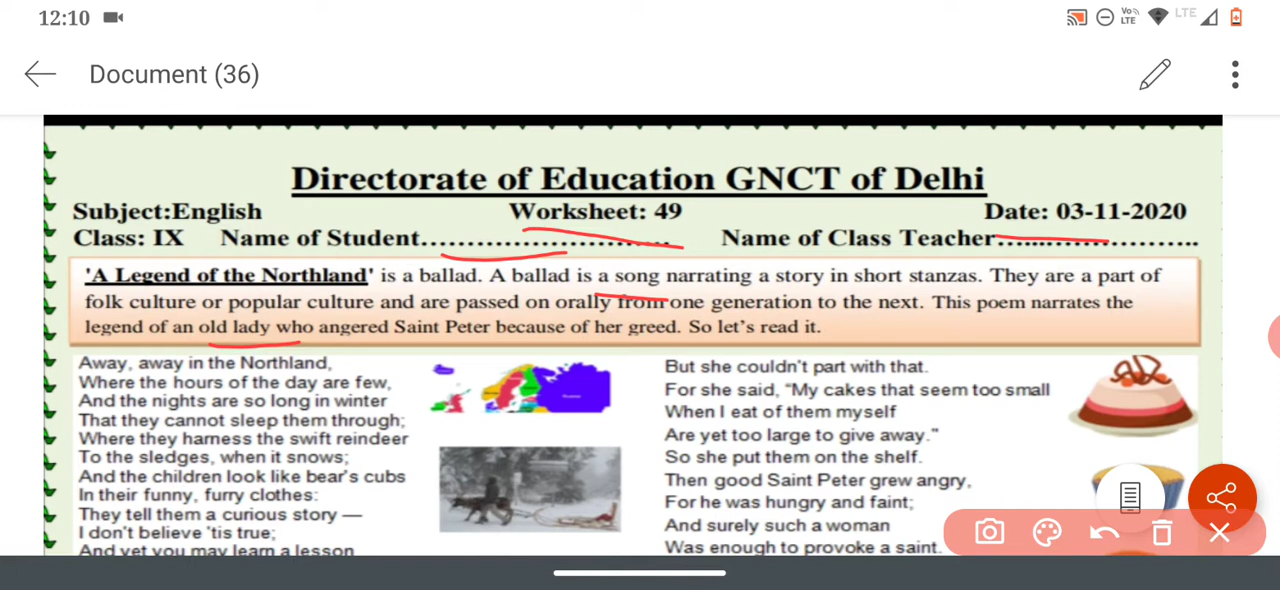 12:10
Vo LTE
LTE
Document (36)
Directorate of Education GNCT of Delhi
Subject:English Worksheet: 49 Date: 03-11-2020
Class: IX Name of Student............................... Name of Class Teacher.........................
'A Legend of the Northland' is a ballad. A ballad is a song narrating a story in short stanzas. They are a part of
folk culture or popular culture and are passed on orally from one generation to the next. This poem narrates the
legend of an old lady who angered Saint Peter because of her greed. So let's read it.
Away, away in the Northland,
Where the hours of the day are few,
And the nights are so long in winter
That they cannot sleep them through;
Where they harness the swift reindeer
To the sledges, when it snows;
And the children look like bear's cubs
In their funny, furry clothes:
They tell them a curious story —
I don't believe 'tis true;
And yet you may learn a lesson
But she couldn't part with that.
For she said, “My cakes that seem too small
When I eat of them myself
Are yet too large to give away.”
So she put them on the shelf.
Then good Saint Peter grew angry,
For he was hungry and faint;
And surely such a woman
Was enough to provoke a saint.